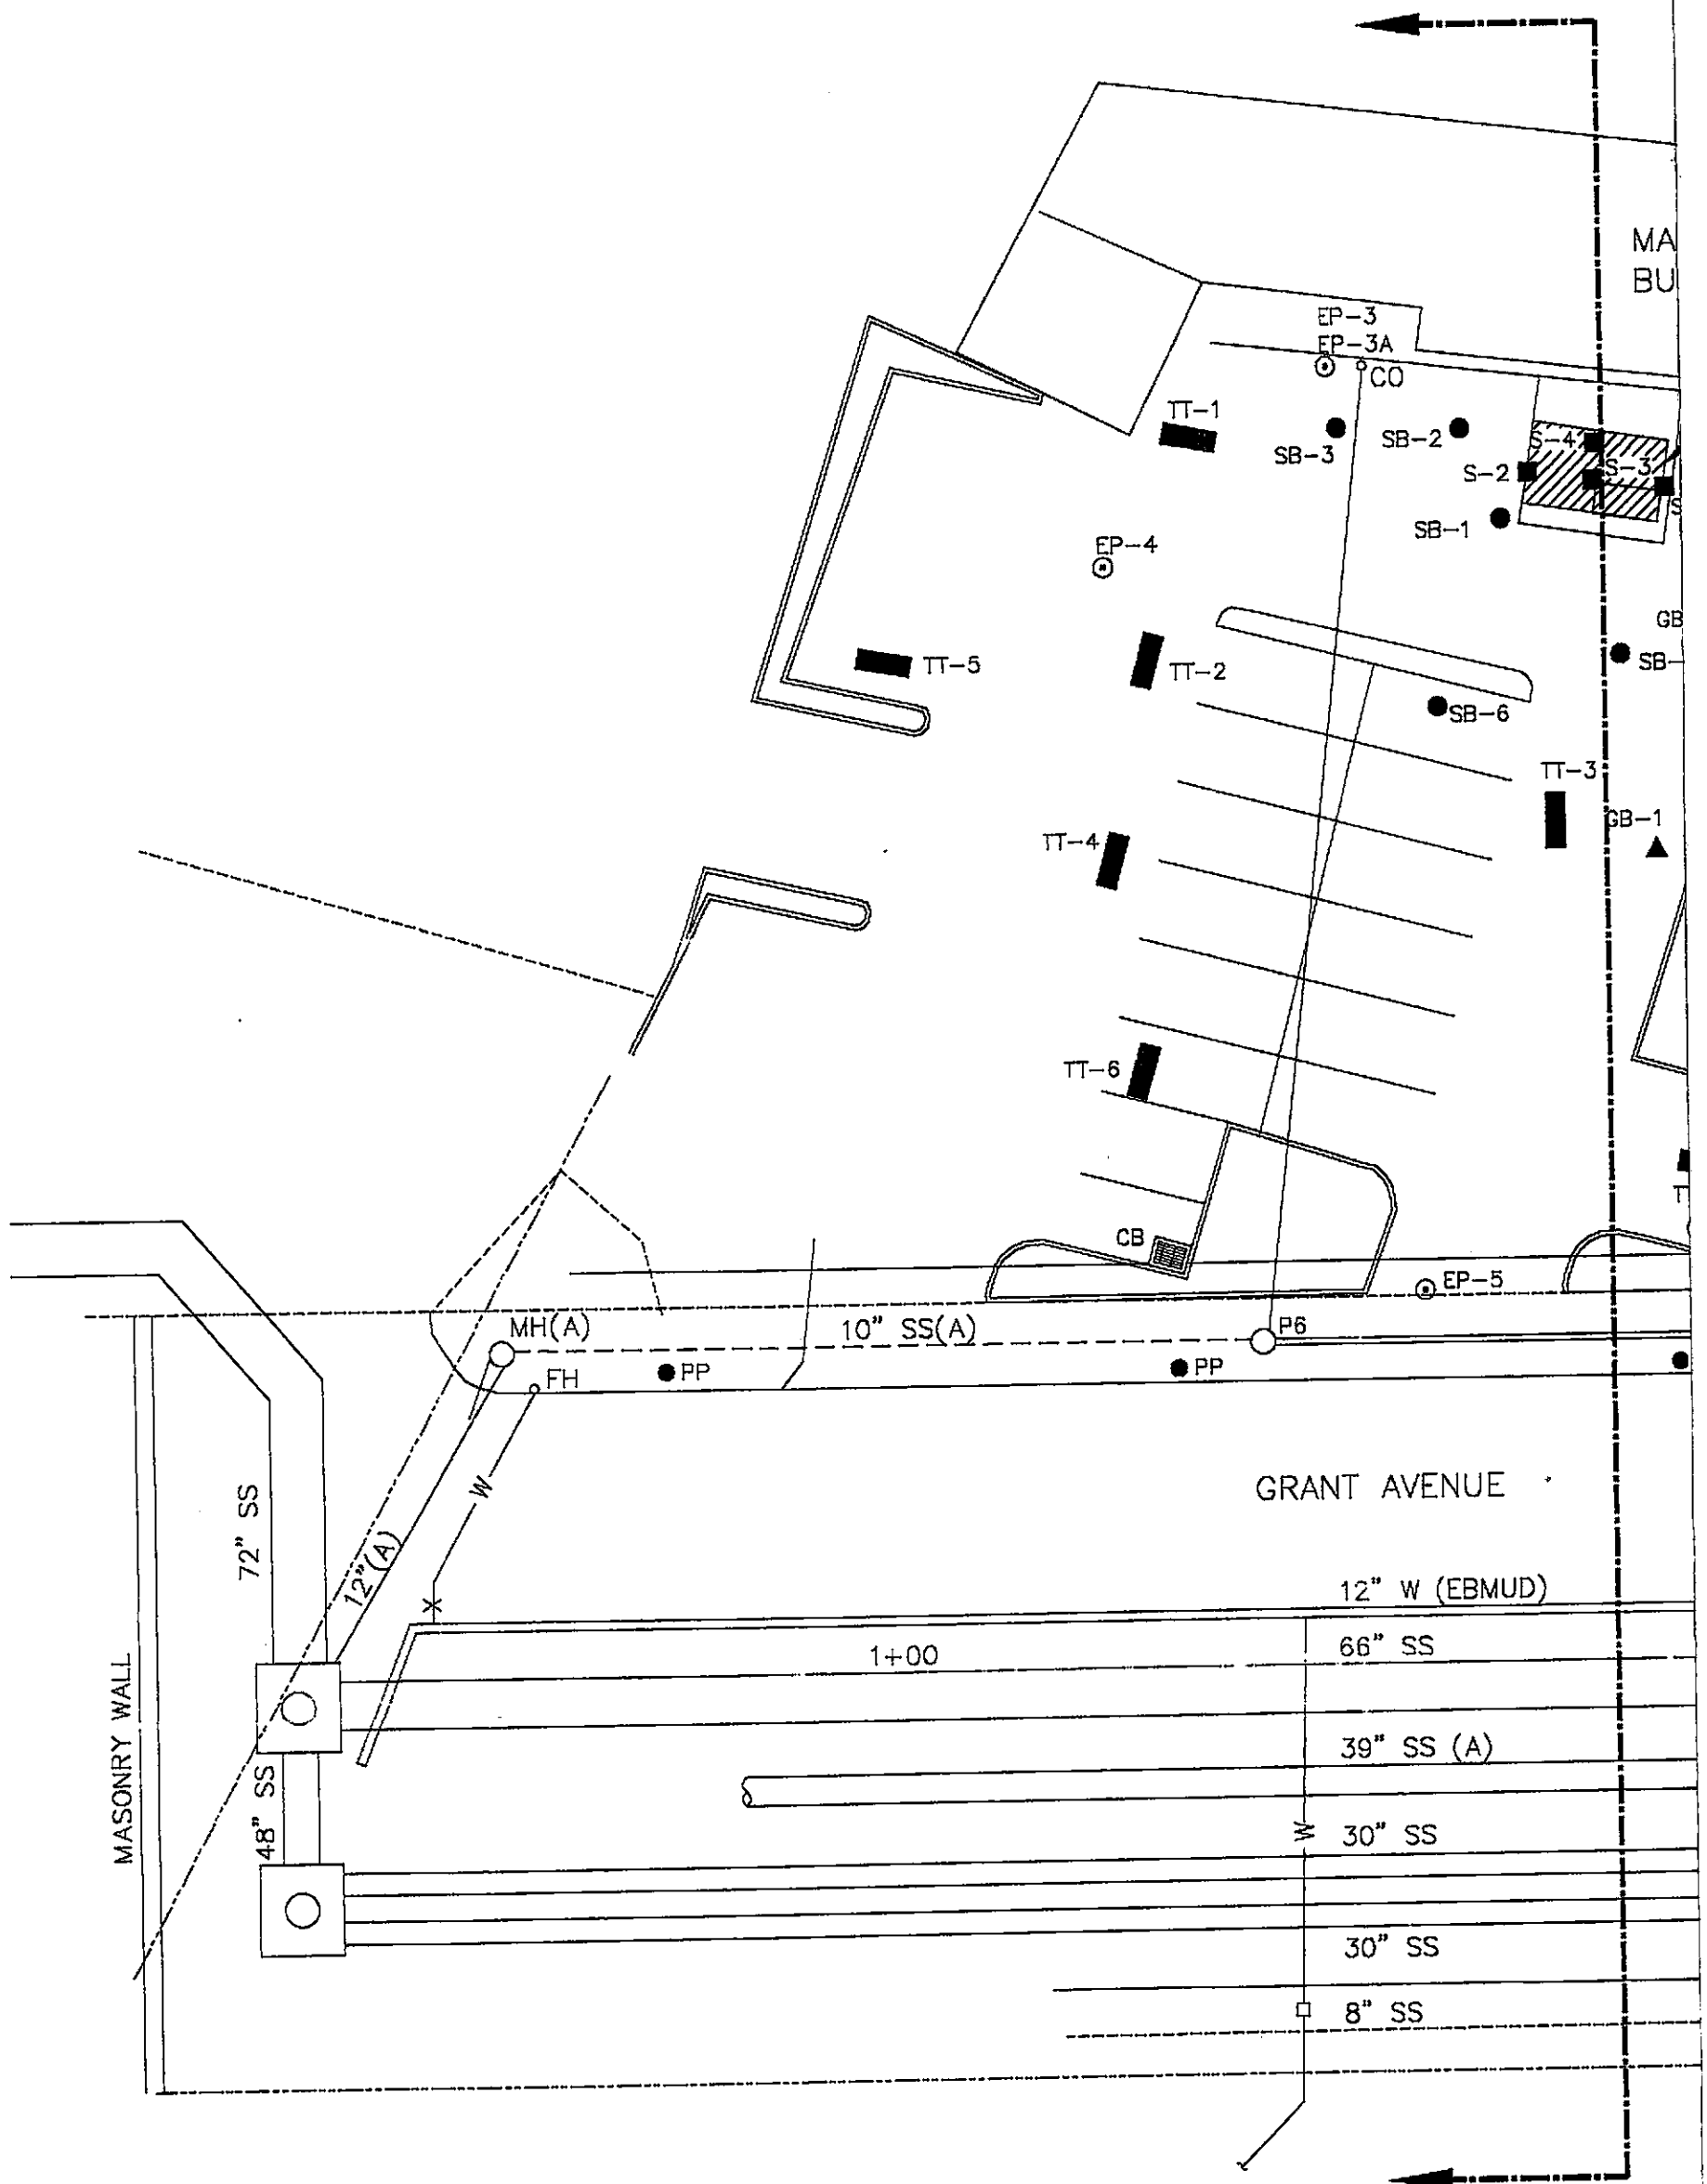 MA
BU
EP-3
EP-3A
CO
TT-1
SB-3
SB-2
S-4
S-2
S-3
S
SB-1
EP-4
GB
SB-
TT-5
TT-2
SB-6
TT-3
GB-1
TT-4
TT-6
TT
CB
EP-5
MH(A)
10" SS(A)
P6
PP
PP
FH
W
GRANT AVENUE
72" SS
12"(A)
12" W (EBMUD)
1+00
66" SS
MASONRY WALL
39" SS (A)
48" SS
W
30" SS
30" SS
8" SS